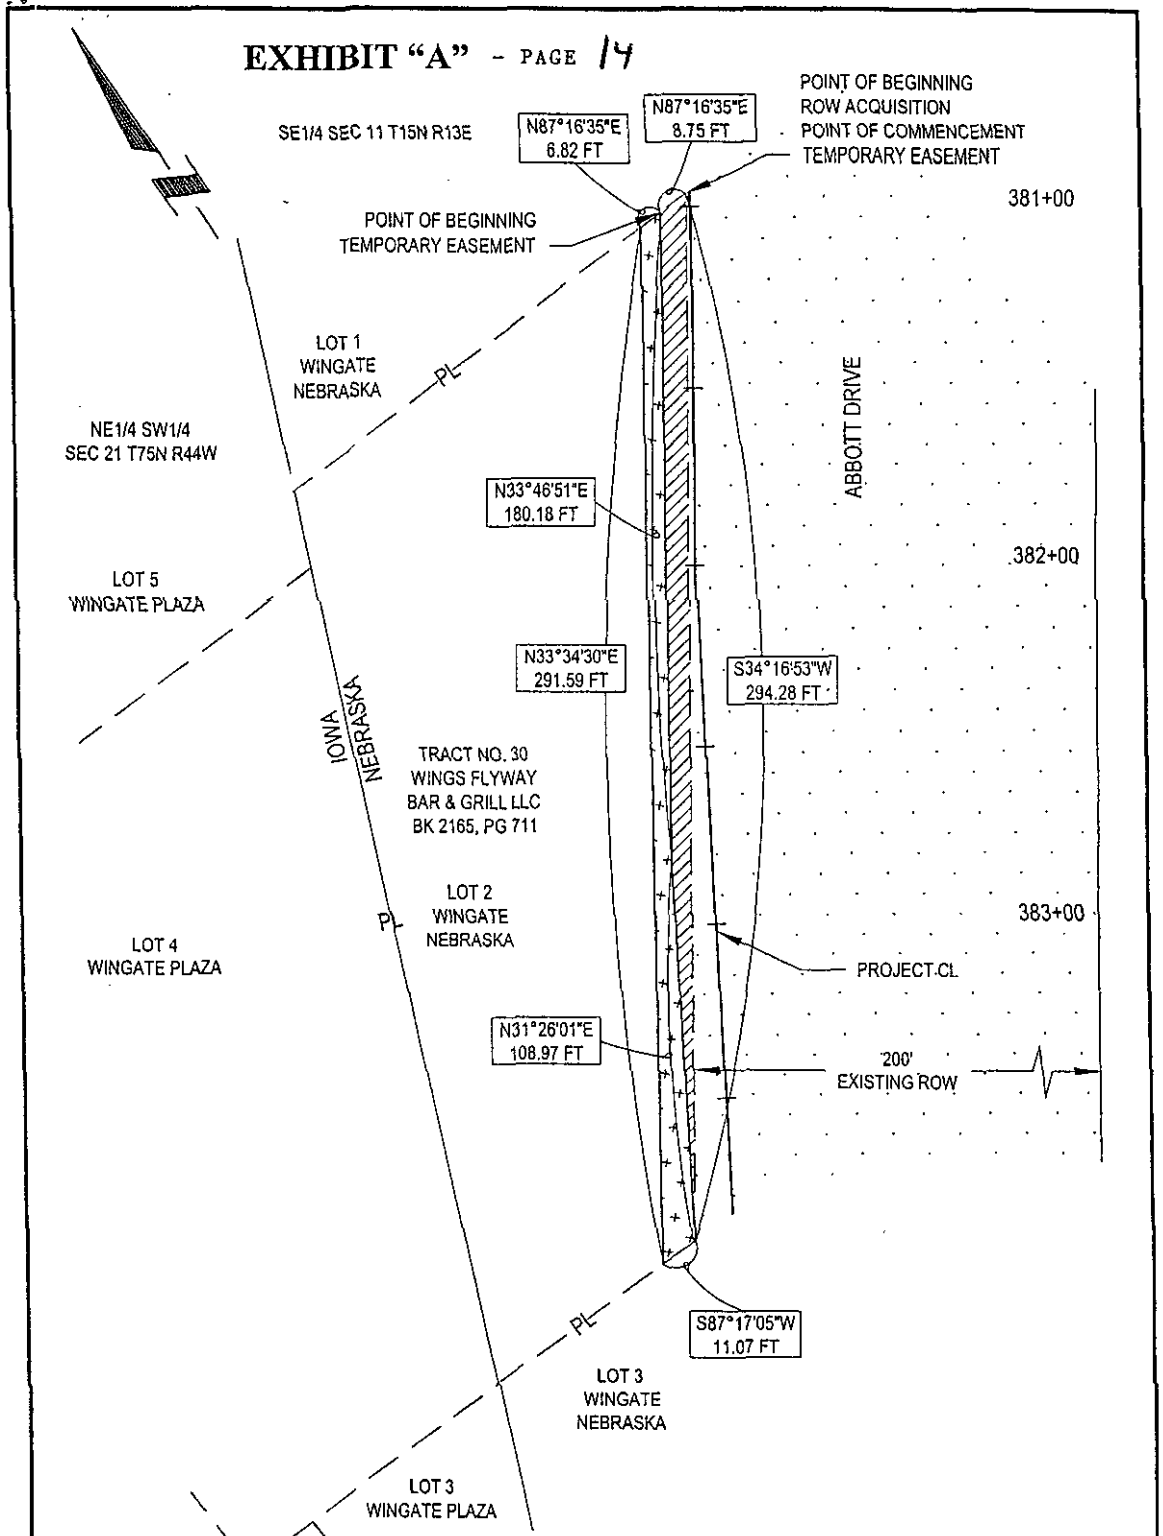 EXHIBIT “A” - PAGE 14
SE1/4 SEC 11 T15N R13E
N87°16'35"E
6.82 FT
N87°16'35"E
8.75 FT
POINT OF BEGINNING
ROW ACQUISITION
POINT OF COMMENCEMENT
TEMPORARY EASEMENT
381+00
POINT OF BEGINNING
TEMPORARY EASEMENT
LOT 1
WINGATE
NEBRASKA
PL
NE1/4 SW1/4
SEC 21 T75N R44W
ABBOTT DRIVE
N33°46'51"E
180.18 FT
382+00
LOT 5
WINGATE PLAZA
N33°34'30"E
291.59 FT
S34°16'53"W
294.28 FT
IOWA
NEBRASKA
TRACT NO. 30
WINGS FLYWAY
BAR & GRILL LLC
BK 2165, PG 711
LOT 2
WINGATE
NEBRASKA
PL
383+00
LOT 4
WINGATE PLAZA
PROJECT CL
N31°26'01"E
108.97 FT
200'
EXISTING ROW
S87°17'05"W
11.07 FT
PL
LOT 3
WINGATE
NEBRASKA
LOT 3
WINGATE PLAZA